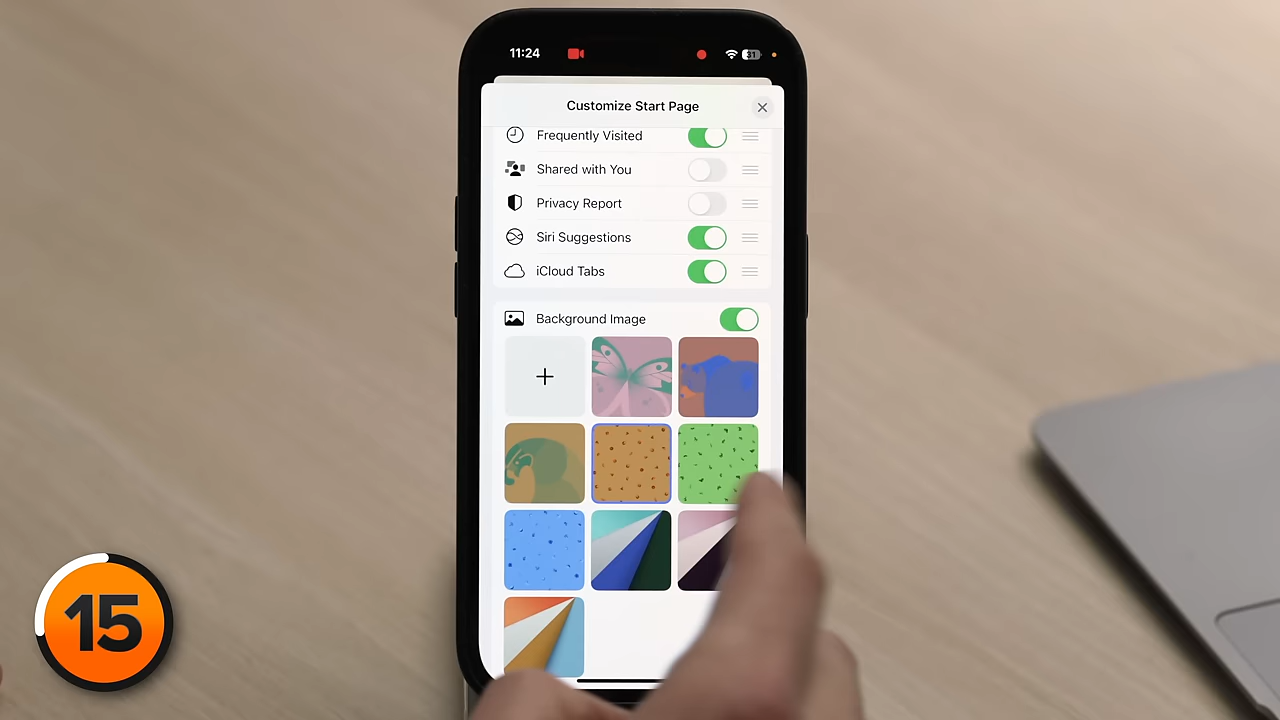 11:24
31
Customize Start Page
Frequently Visited
Shared with You
Privacy Report
Siri Suggestions
iCloud Tabs
Background Image
15